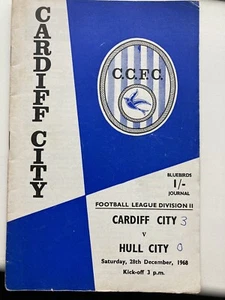 CARDIFF CITY
C.C.F.C.
BLUEBIRDS
1/-
JOURNAL
FOOTBALL LEAGUE DIVISION II
CARDIFF CITY 3
v
HULL CITY 0
Saturday, 28th December, 1968
Kick-off 3 p.m.